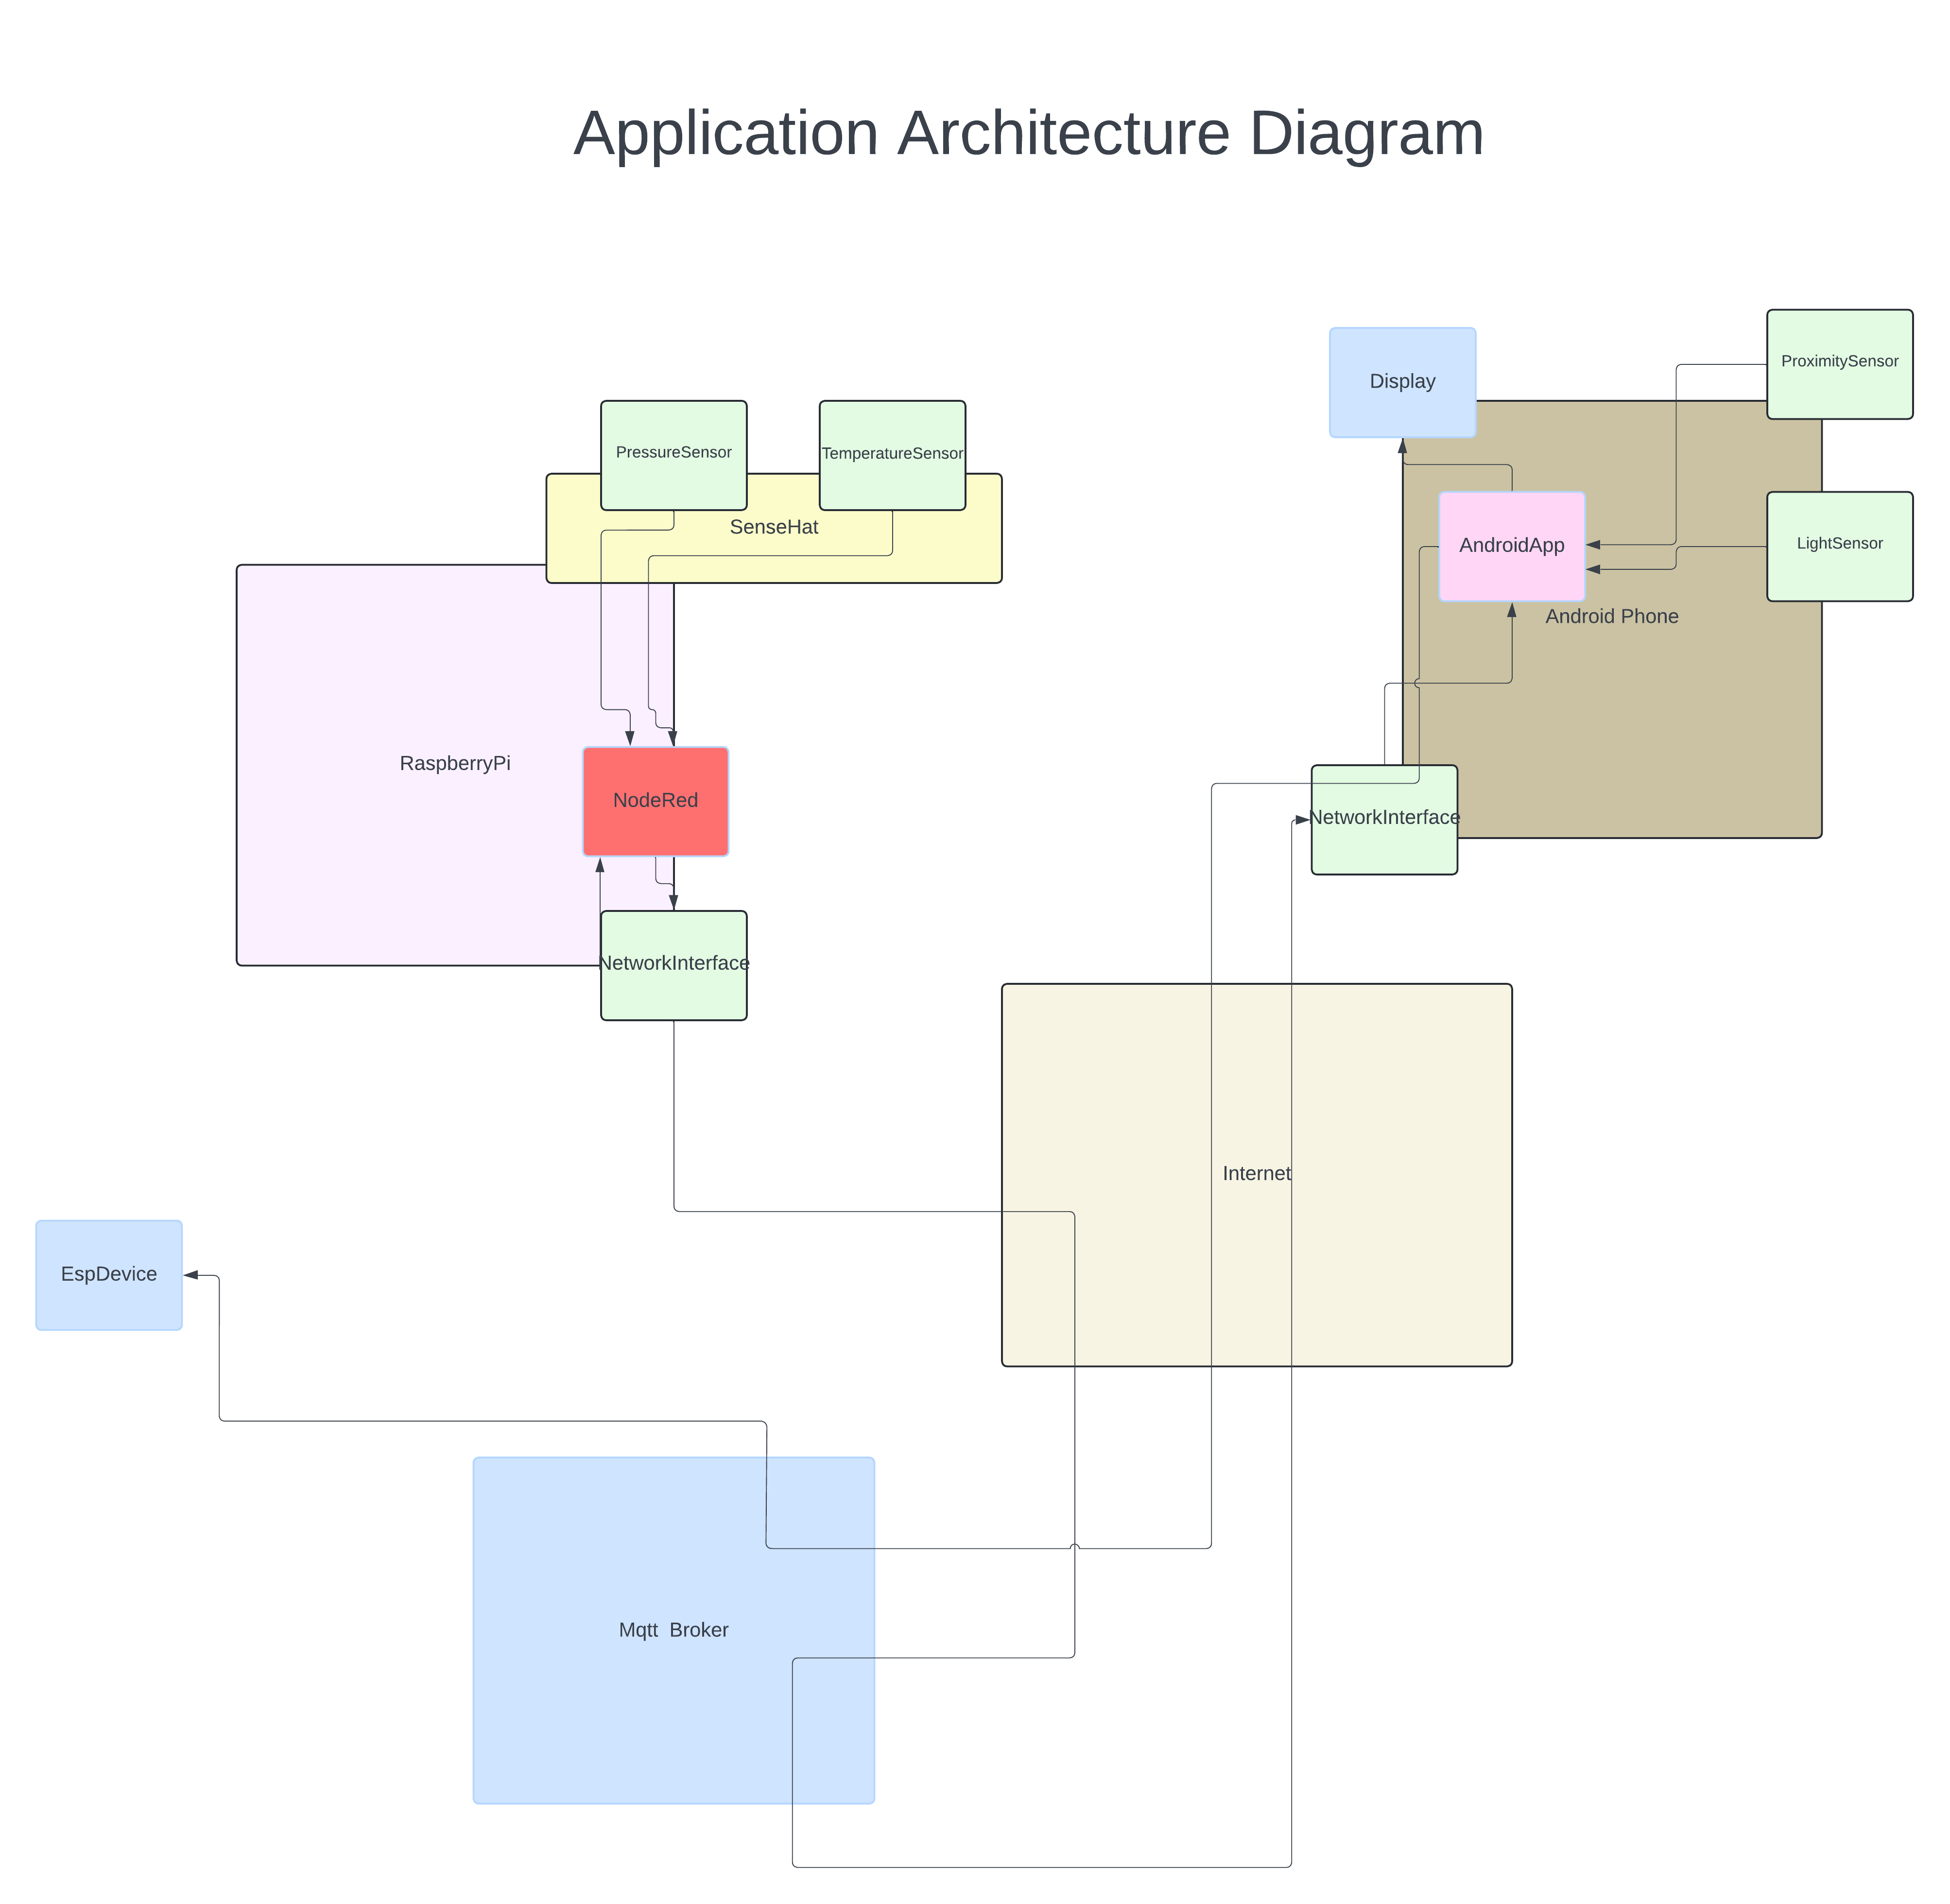 Application Architecture Diagram
Display
ProximitySensor
PressureSensor
TemperatureSensor
SenseHat
AndroidApp
LightSensor
Android Phone
RaspberryPi
NodeRed
NetworkInterface
NetworkInterface
Internet
EspDevice
Mqtt  Broker